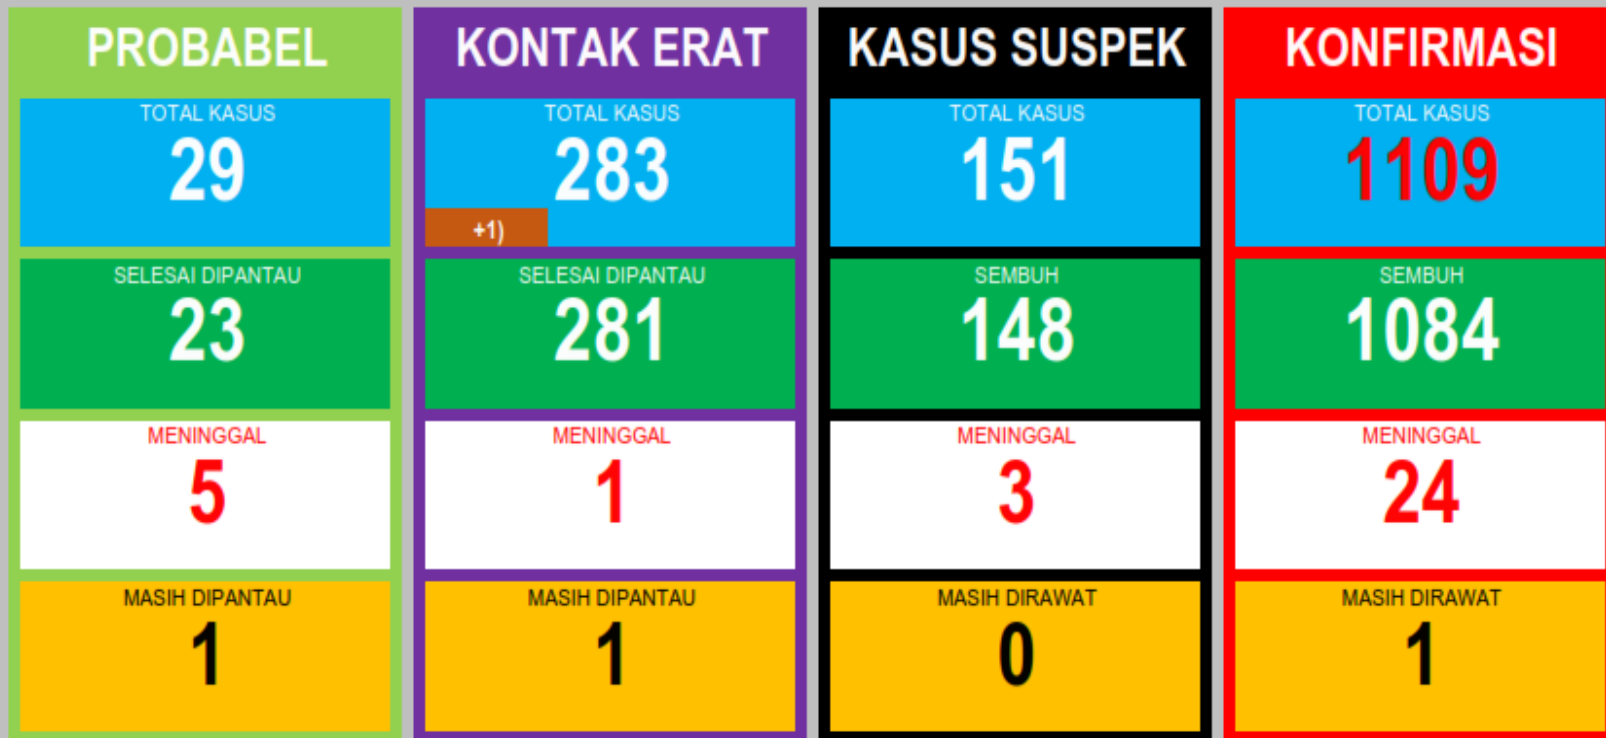 PROBABEL
TOTAL KASUS
29
SELESAI DIPANTAU
23
MENINGGAL
5
MASIH DIPANTAU
1
KONTAK ERAT
TOTAL KASUS
283
+1)
SELESAI DIPANTAU
281
MENINGGAL
1
MASIH DIPANTAU
1
KASUS SUSPEK
TOTAL KASUS
151
SEMBUH
148
MENINGGAL
3
MASIH DIRAWAT
0
KONFIRMASI
TOTAL KASUS
1109
SEMBUH
1084
MENINGGAL
24
MASIH DIRAWAT
1